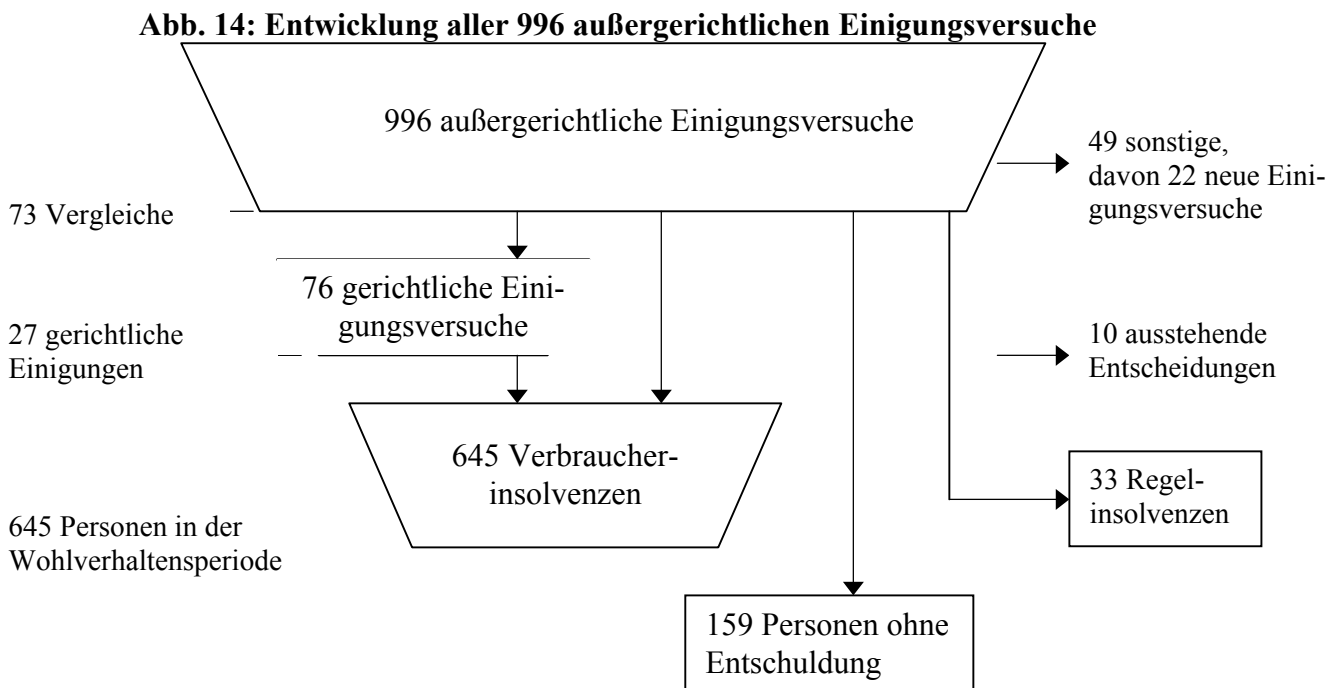 Abb. 14: Entwicklung aller 996 außergerichtlichen Einigungsversuche
996 außergerichtliche Einigungsversuche
49 sonstige,
davon 22 neue Eini-
gungsversuche
73 Vergleiche
76 gerichtliche Eini-
gungsversuche
27 gerichtliche
Einigungen
10 ausstehende
Entscheidungen
645 Verbraucher-
insolvenzen
33 Regel-
insolvenzen
645 Personen in der
Wohlverhaltensperiode
159 Personen ohne
Entschuldung